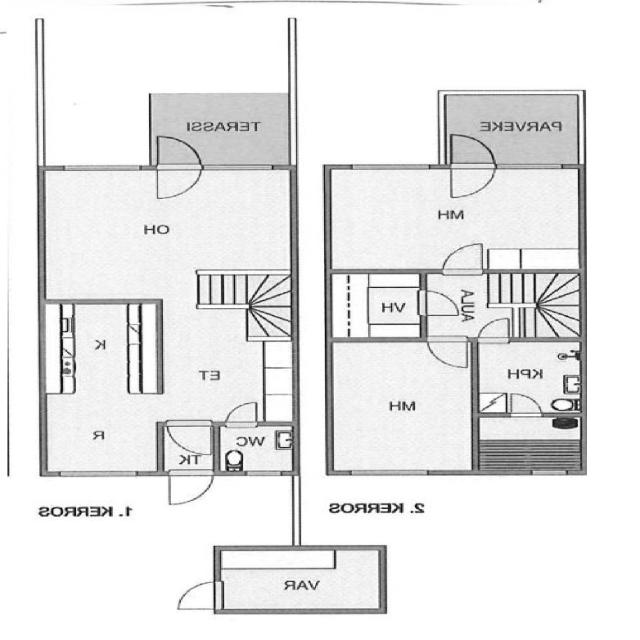 TERASSI
PARVEKE
OH
MH
AULA
VH
K
ET
KPH
MH
R
WC
TK
1. KERROS
2. KERROS
VAR